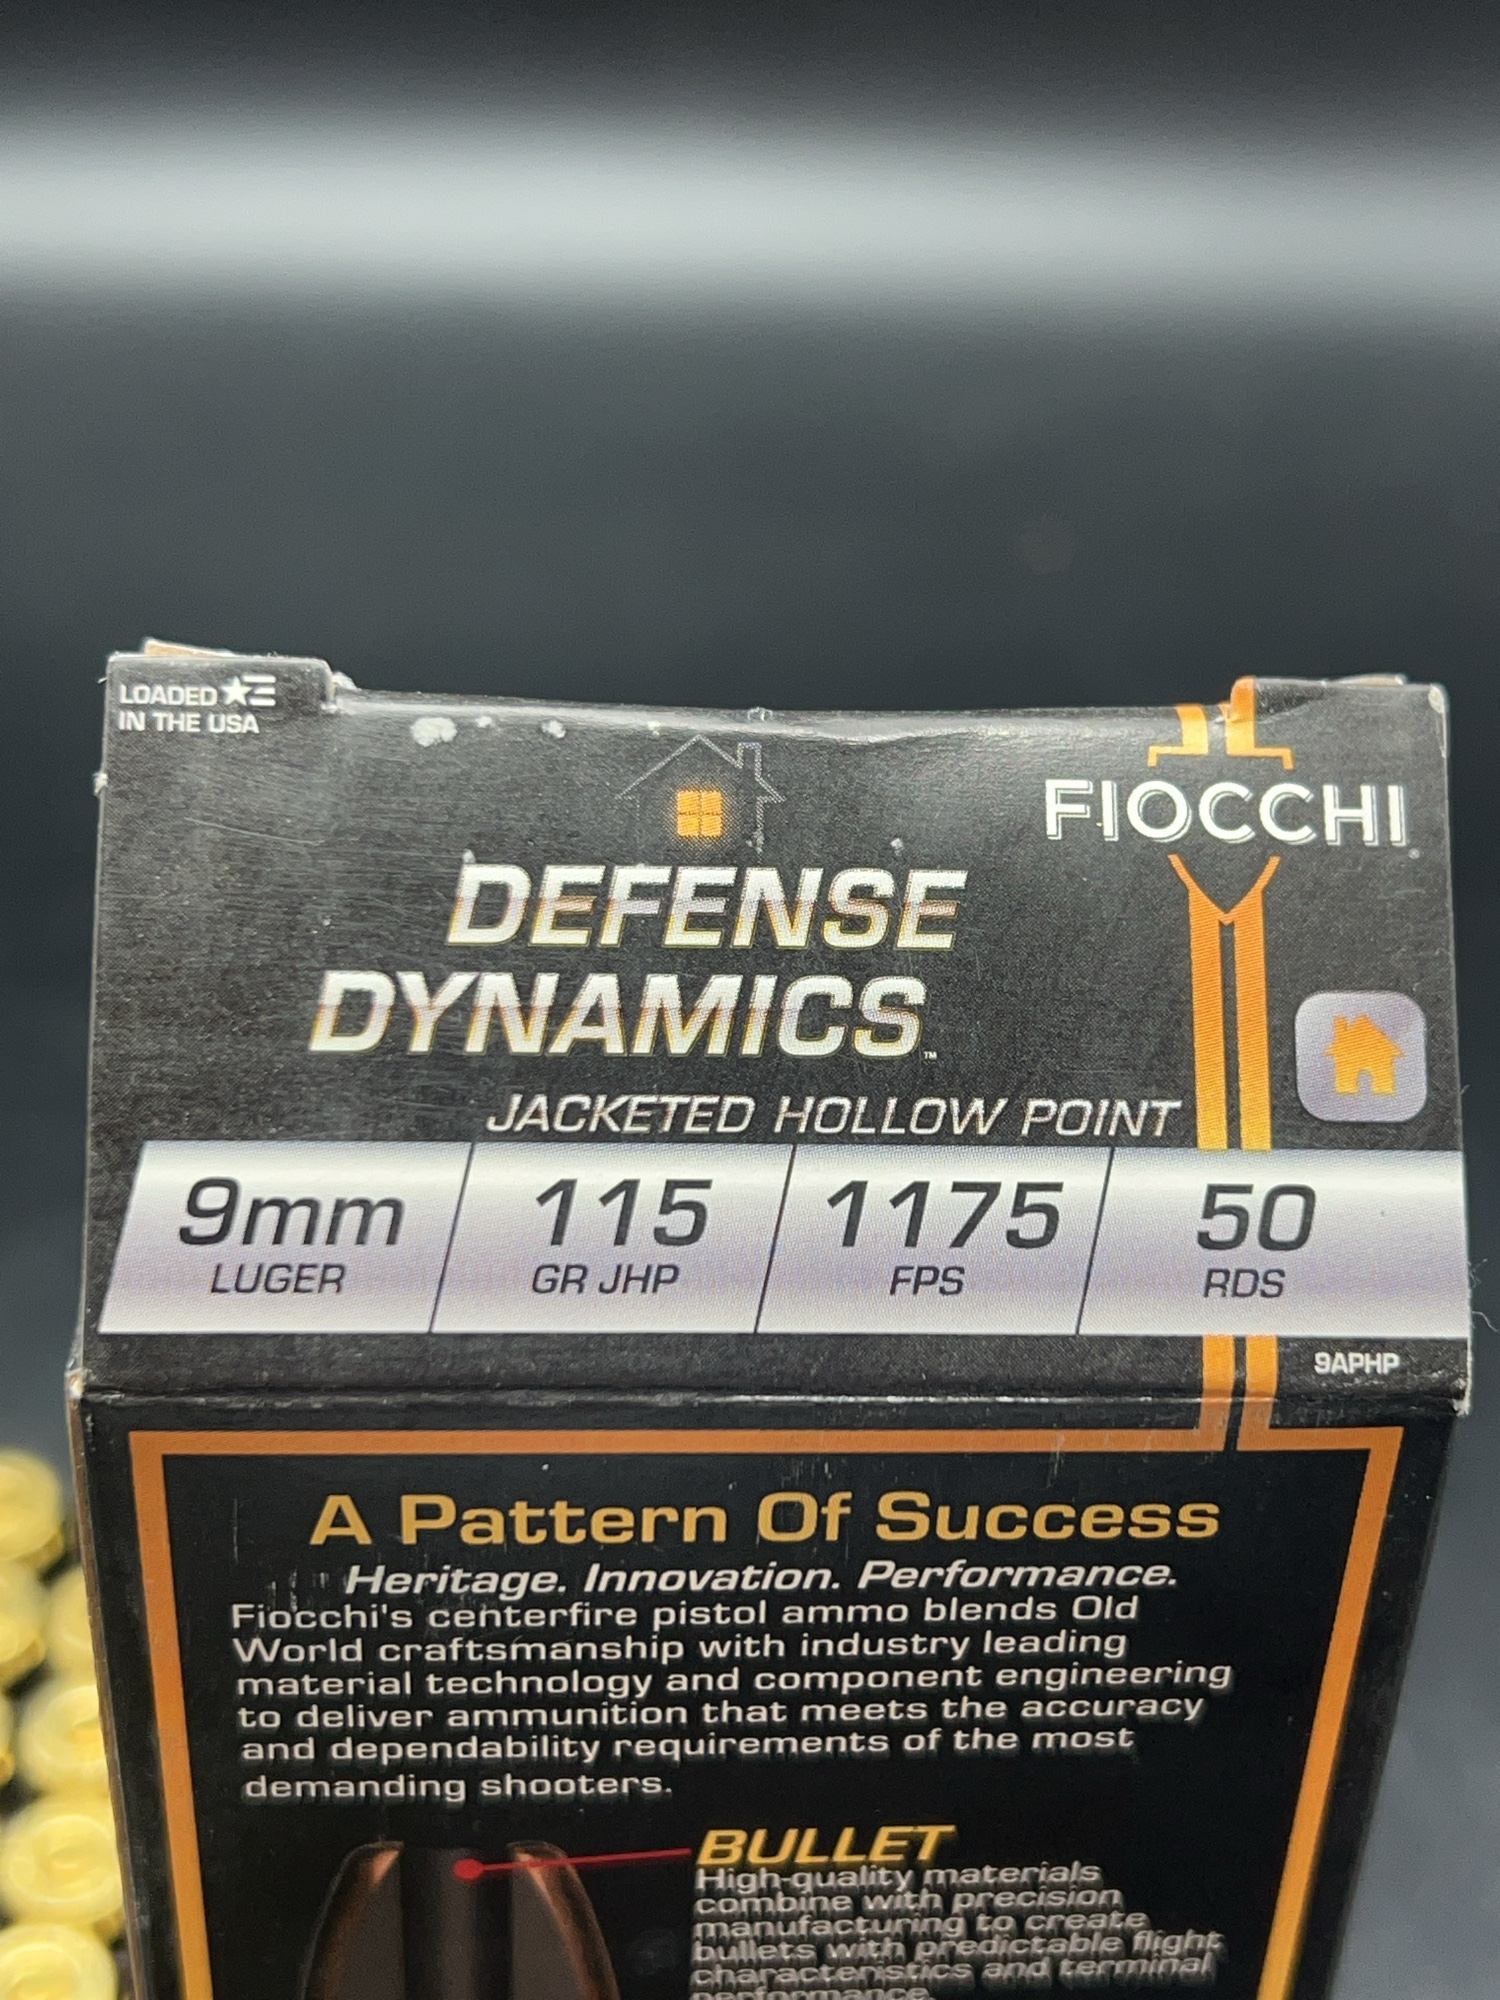 LOADED
IN THE USA
FIOCCHI
DEFENSE
DYNAMICS™
JACKETED HOLLOW POINT
9mm 115 1175 50
LUGER GR JHP FPS RDS
9APHP
A Pattern Of Success
Heritage. Innovation. Performance.
Fiocchi's centerfire pistol ammo blends Old
World craftsmanship with industry leading
material technology and component engineering
to deliver ammunition that meets the accuracy
and dependability requirements of the most
demanding shooters.
BULLET
High-quality materials
combine with precision
manufacturing to create
bullets with predictable flight
characteristics and terminal
performance.